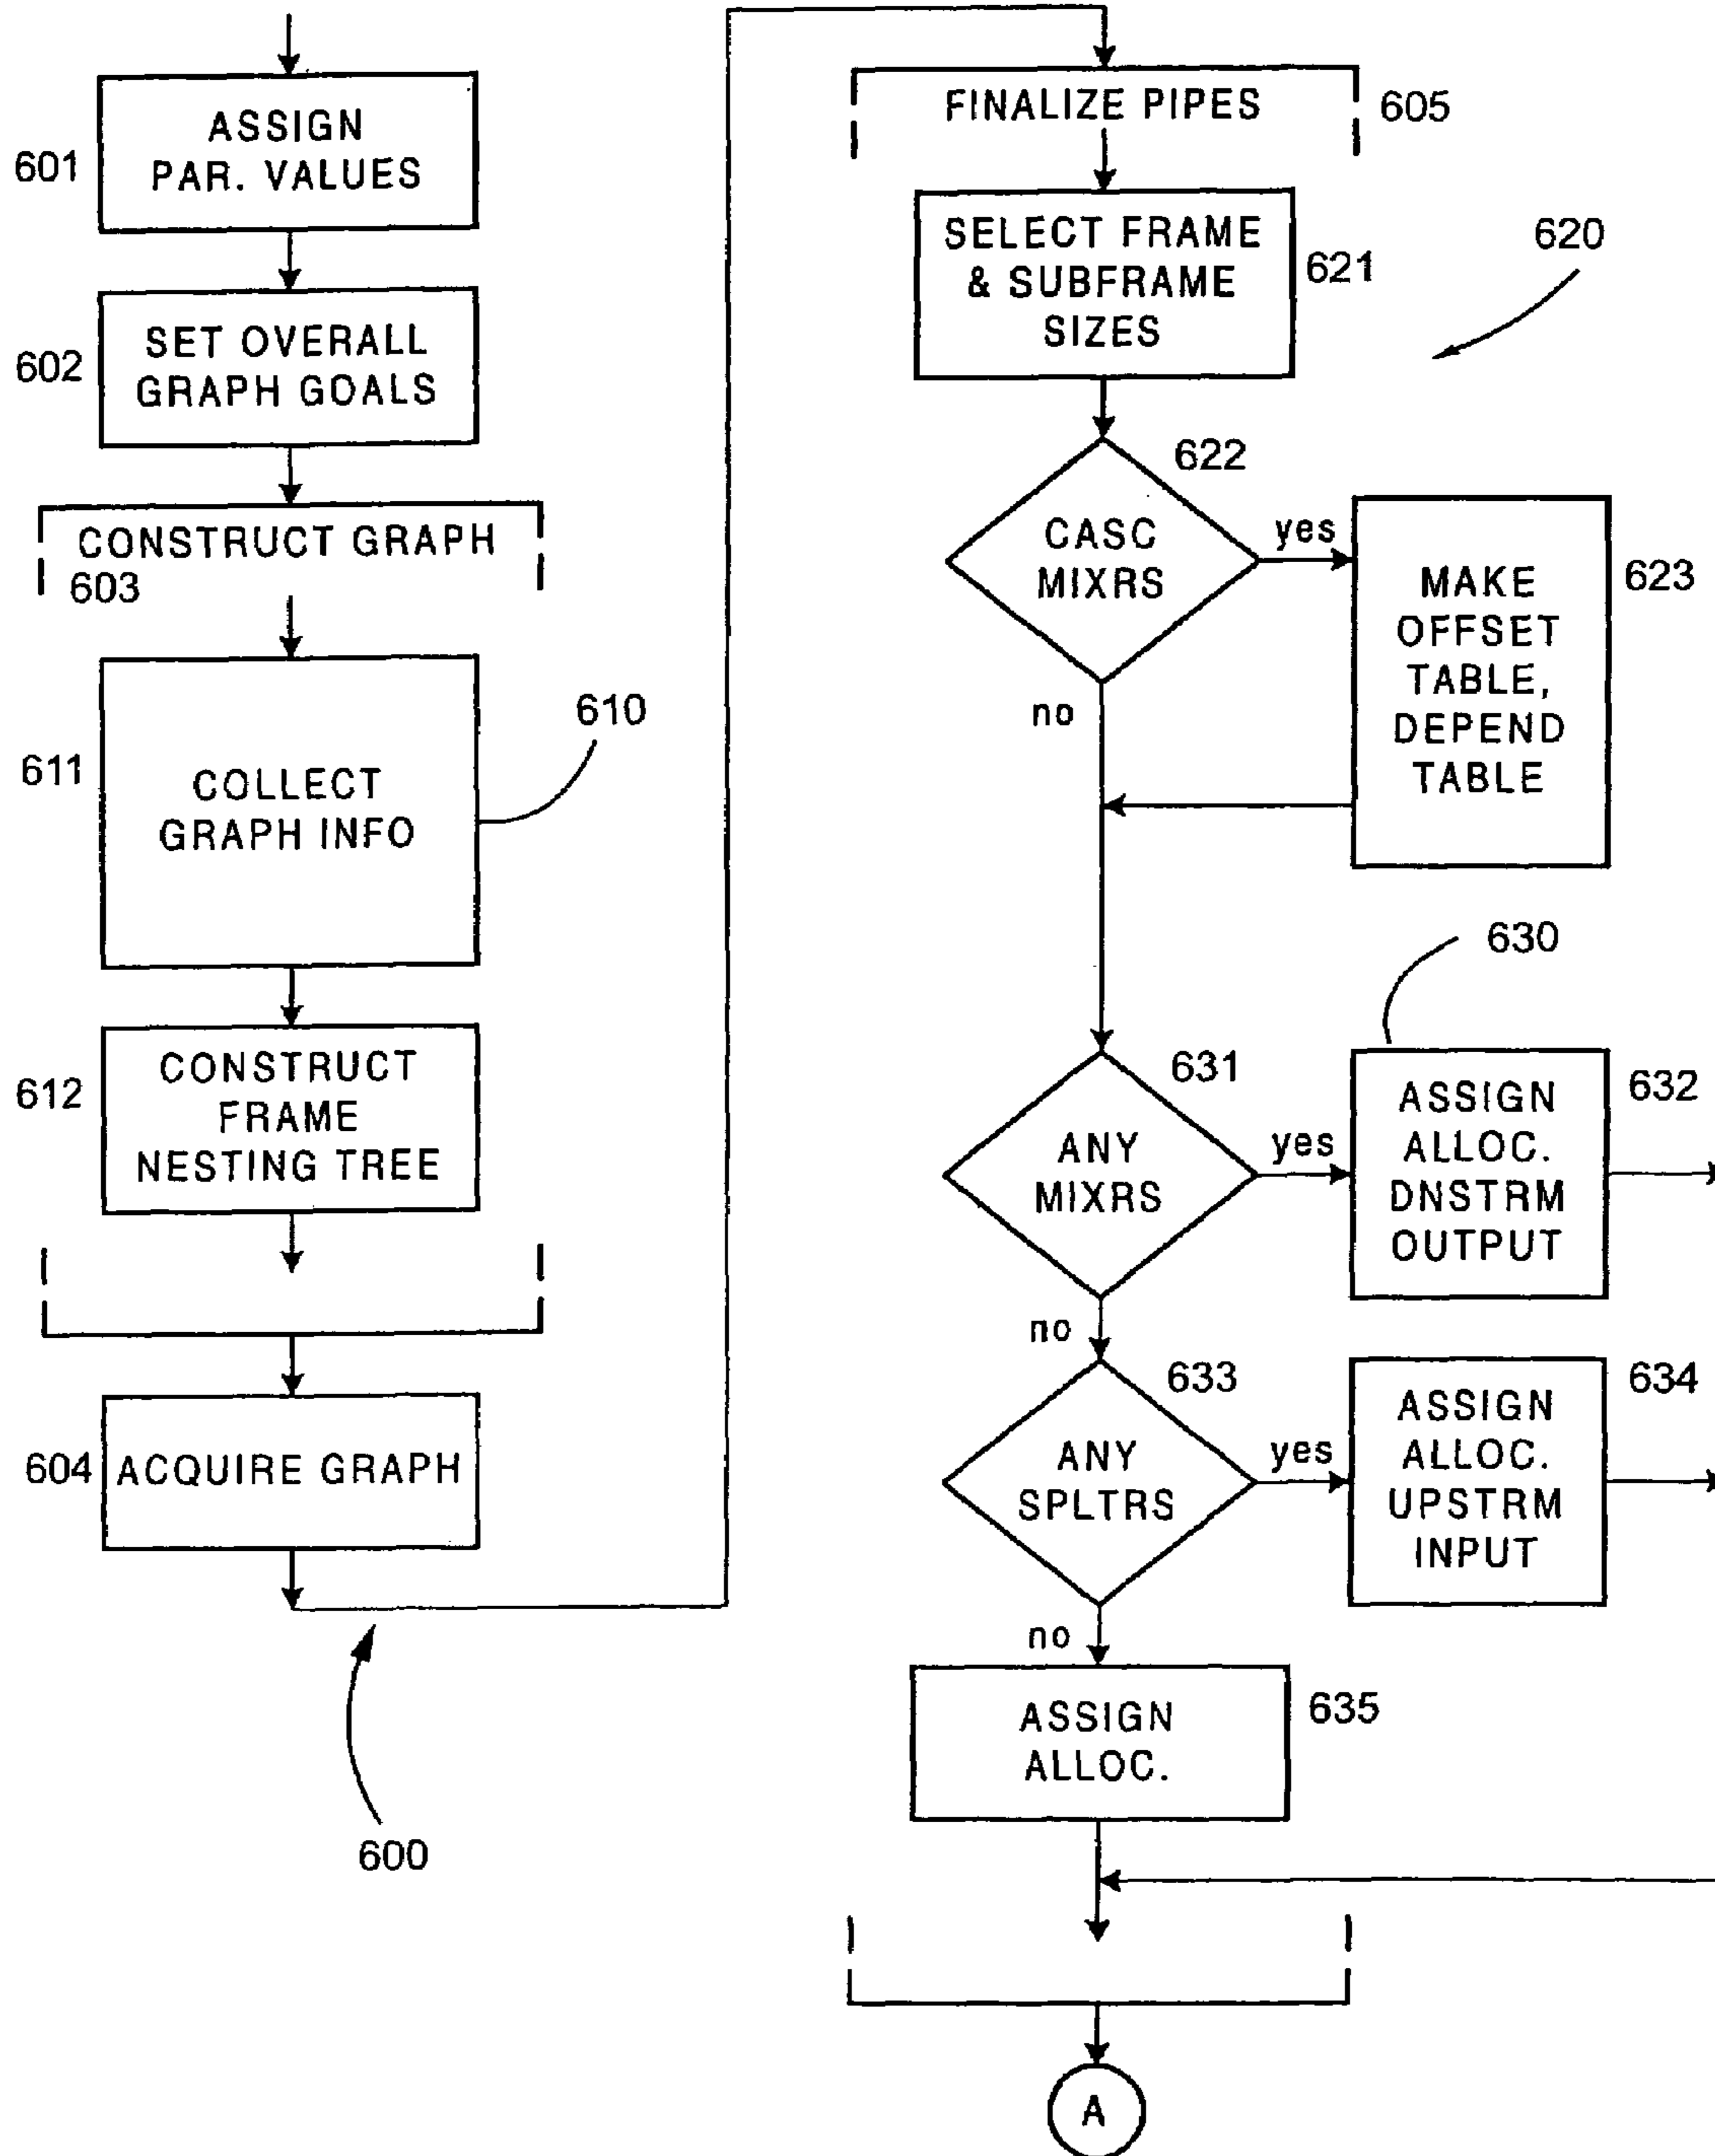 601
ASSIGN
PAR. VALUES
602
SET OVERALL
GRAPH GOALS
CONSTRUCT GRAPH
603
611
COLLECT
GRAPH INFO
610
612
CONSTRUCT
FRAME
NESTING TREE
604
ACQUIRE GRAPH
600
FINALIZE PIPES
605
SELECT FRAME
& SUBFRAME
SIZES
621
620
622
CASC
MIXRS
yes
no
MAKE
OFFSET
TABLE,
DEPEND
TABLE
623
630
631
ANY
MIXRS
yes
no
ASSIGN
ALLOC.
DNSTRM
OUTPUT
632
633
ANY
SPLTRS
yes
no
ASSIGN
ALLOC.
UPSTRM
INPUT
634
ASSIGN
ALLOC.
635
A